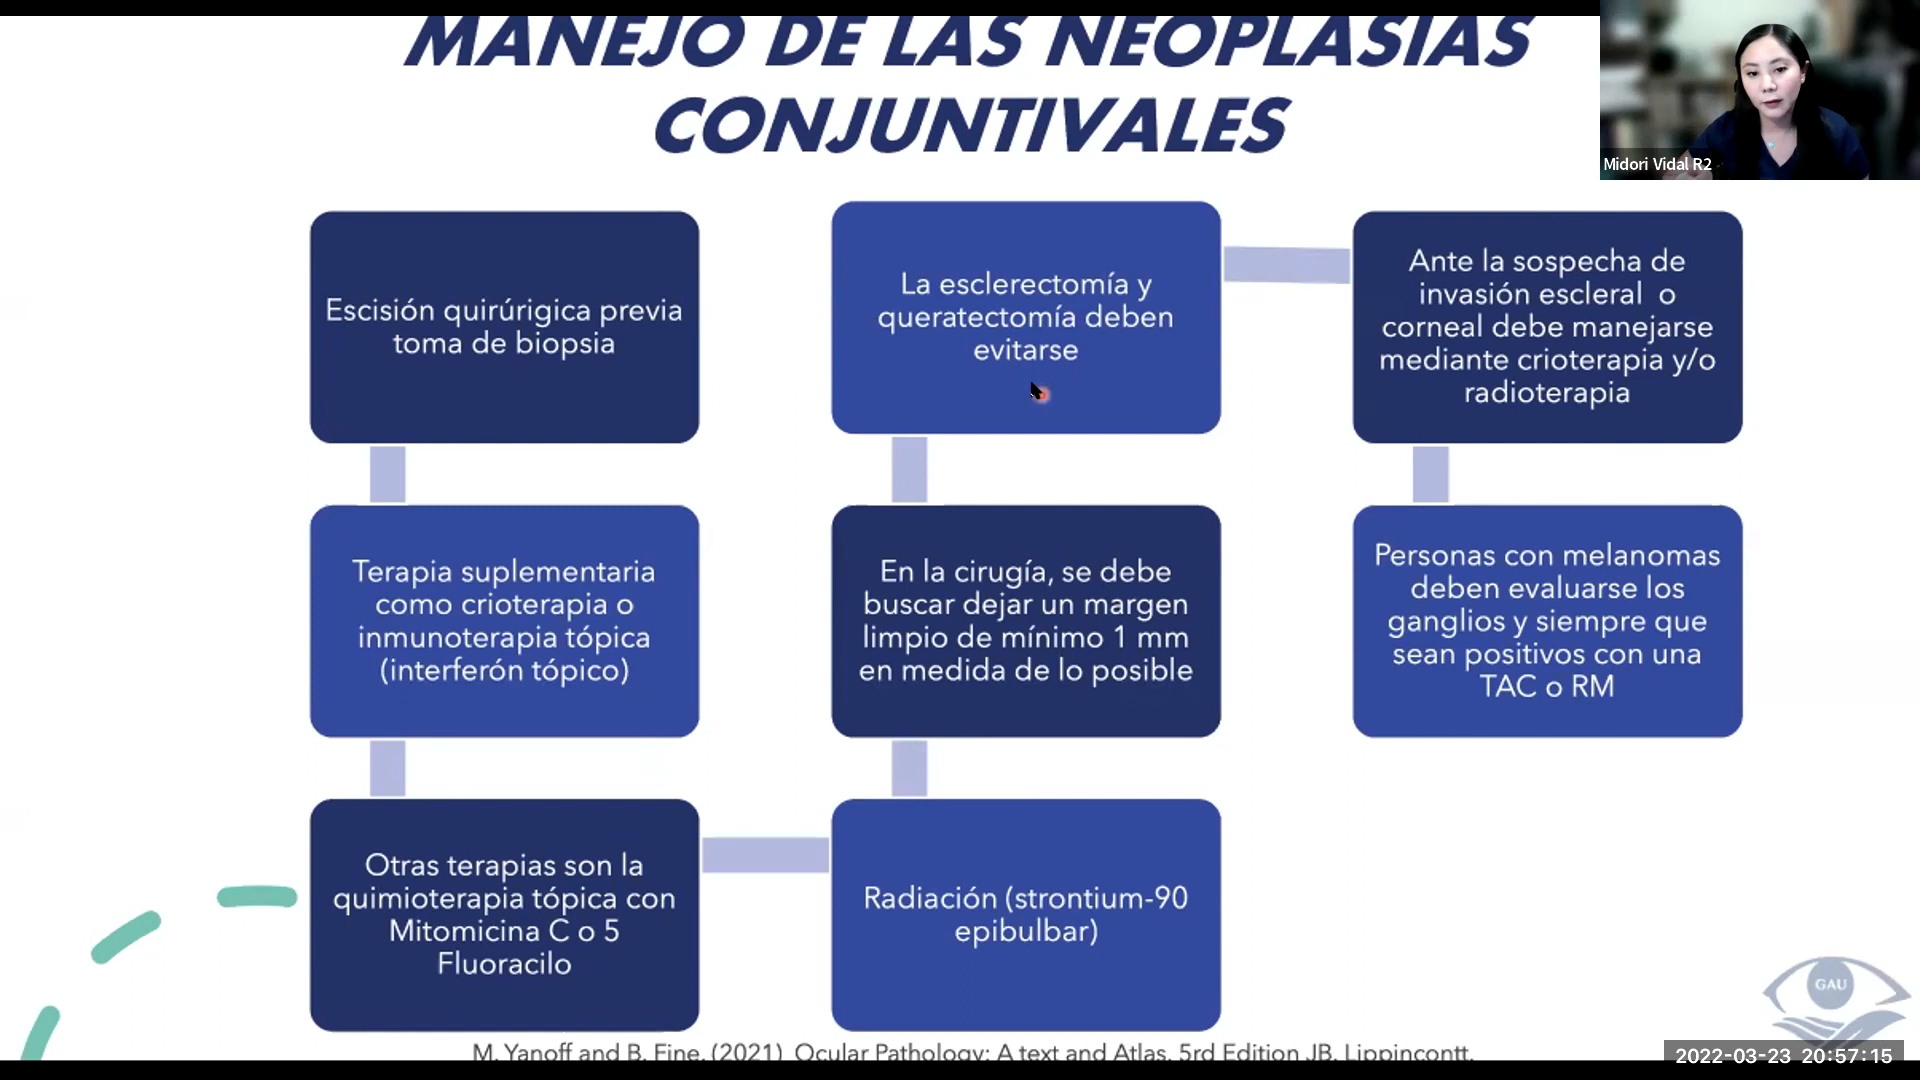 MANEJO DE LAS NEOPLASIAS
CONJUNTIVALES
Midori Vidal R2
Escisión quirúrigica previa
toma de biopsia
Terapia suplementaria
como crioterapia o
inmunoterapia tópica
(interferón tópico)
Otras terapias son la
quimioterapia tópica con
Mitomicina C o 5
Fluoracilo
Radiación (strontium-90
epibulbar)
En la cirugía, se debe
buscar dejar un margen
limpio de mínimo 1 mm
en medida de lo posible
La esclerectomía y
queratectomía deben
evitarse
Ante la sospecha de
invasión escleral o
corneal debe manejarse
mediante crioterapia y/o
radioterapia
Personas con melanomas
deben evaluarse los
ganglios y siempre que
sean positivos con una
TAC o RM
GAU
M. Yanoff and B. Fine. (2021) Ocular Pathology: A text and Atlas. 5rd Edition JB. Lippincontt.
2022-03-23 20:57:15